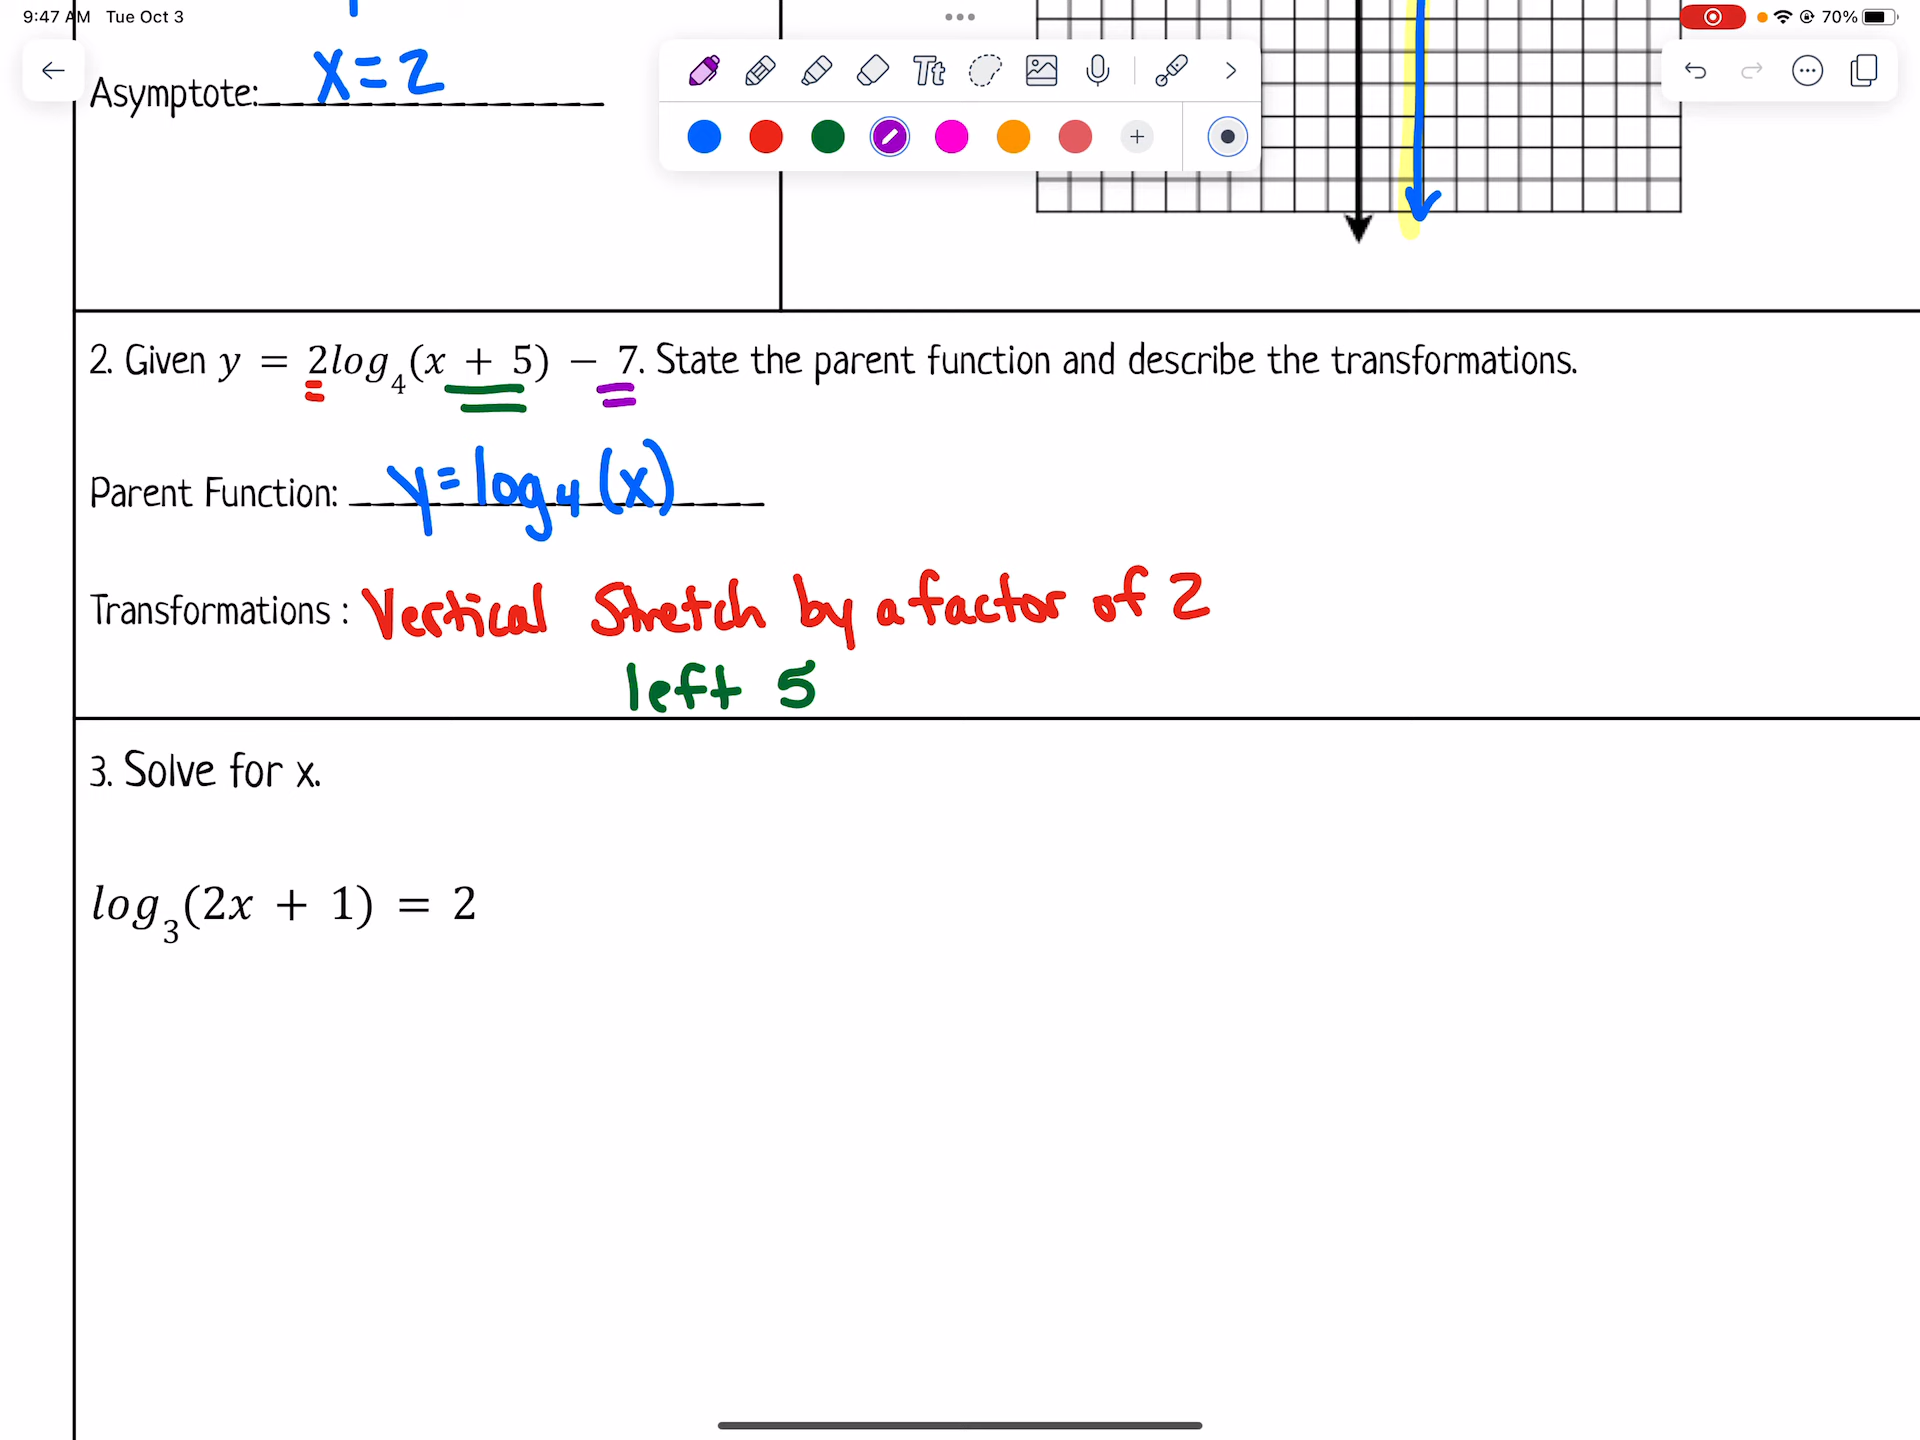 9:47 AM Tue Oct 3
70%
Asymptote: x=2
Tt
2. Given y = 2log₄(x + 5) − 7. State the parent function and describe the transformations.
Parent Function: y=log₄(x)
Transformations : Vertical Stretch by a factor of 2
left 5
3. Solve for x.
log₃(2x + 1) = 2